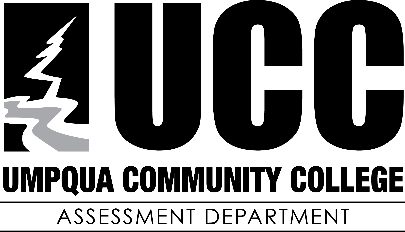 UCC
UMPQUA COMMUNITY COLLEGE
ASSESSMENT DEPARTMENT